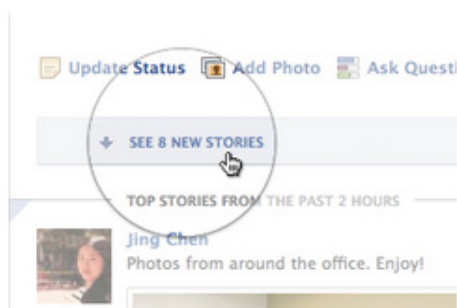 Update Status Add Photo Ask Questi
SEE 8 NEW STORIES
TOP STORIES FROM THE PAST 2 HOURS
Jing Chen
Photos from around the office. Enjoy!